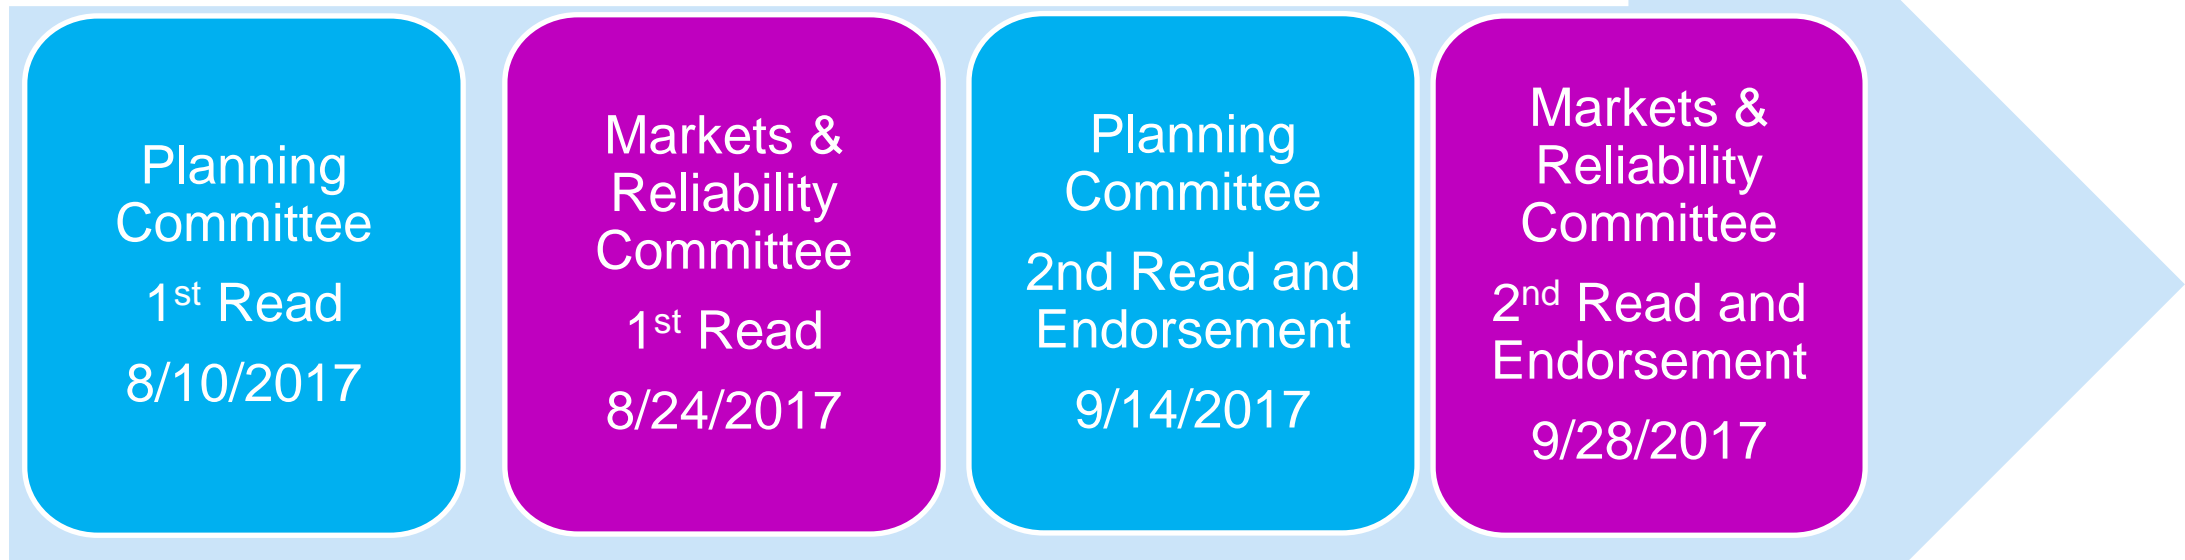 Planning
Committee
1st Read
8/10/2017
Markets &
Reliability
Committee
1st Read
8/24/2017
Planning
Committee
2nd Read and
Endorsement
9/14/2017
Markets &
Reliability
Committee
2nd Read and
Endorsement
9/28/2017